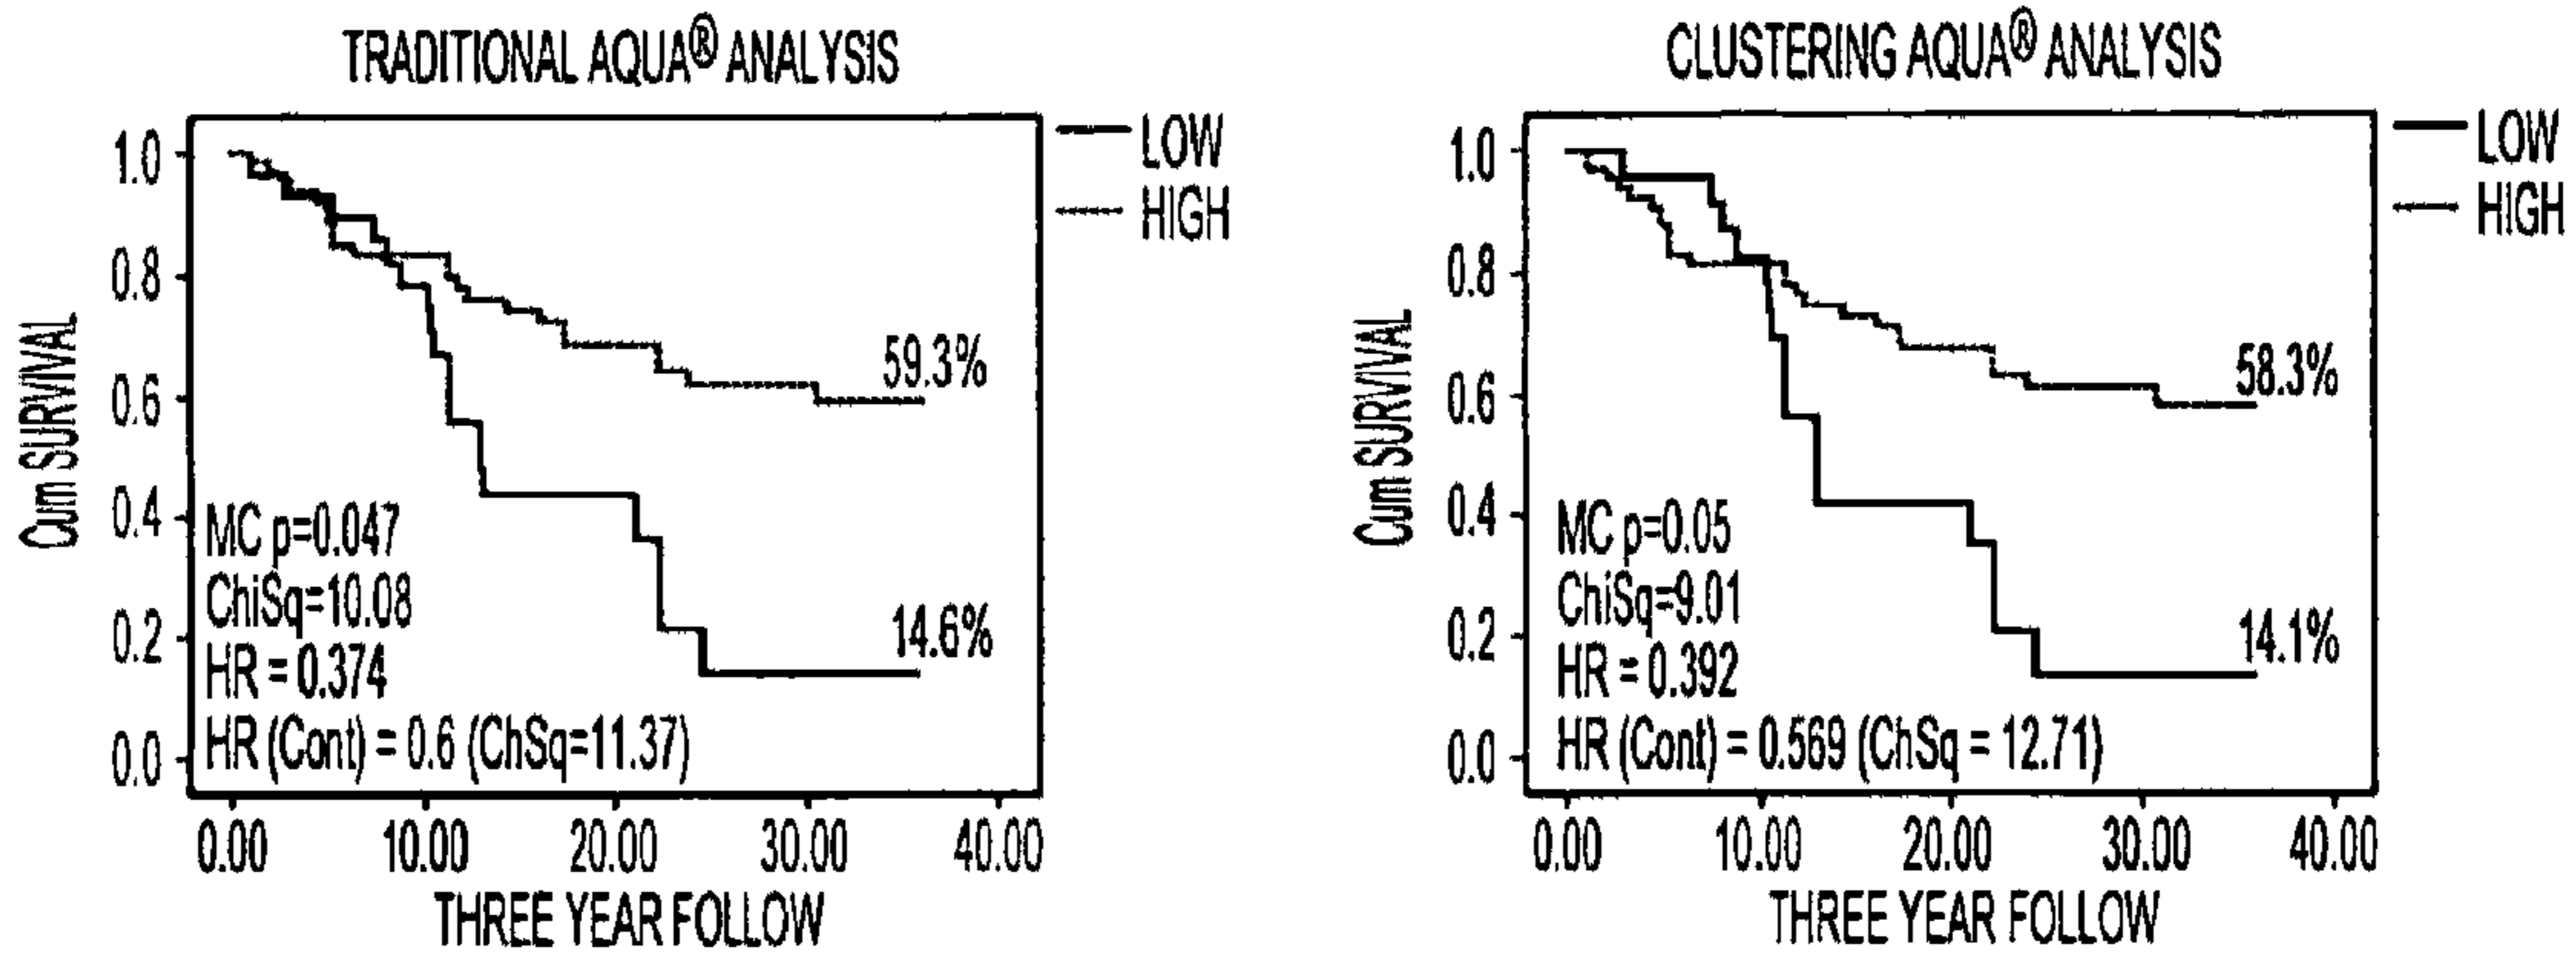 TRADITIONAL AQUA® ANALYSIS
LOW
HIGH
1.0
0.8
0.6
0.4
0.2
0.0
Cum SURVIVAL
59.3%
14.6%
MC p=0.047
ChiSq=10.08
HR = 0.374
HR (Cont) = 0.6 (ChSq=11.37)
0.00 10.00 20.00 30.00 40.00
THREE YEAR FOLLOW
CLUSTERING AQUA® ANALYSIS
LOW
HIGH
1.0
0.8
0.6
0.4
0.2
0.0
Cum SURVIVAL
58.3%
14.1%
MC p=0.05
ChiSq=9.01
HR = 0.392
HR (Cont) = 0.569 (ChSq = 12.71)
0.00 10.00 20.00 30.00 40.00
THREE YEAR FOLLOW